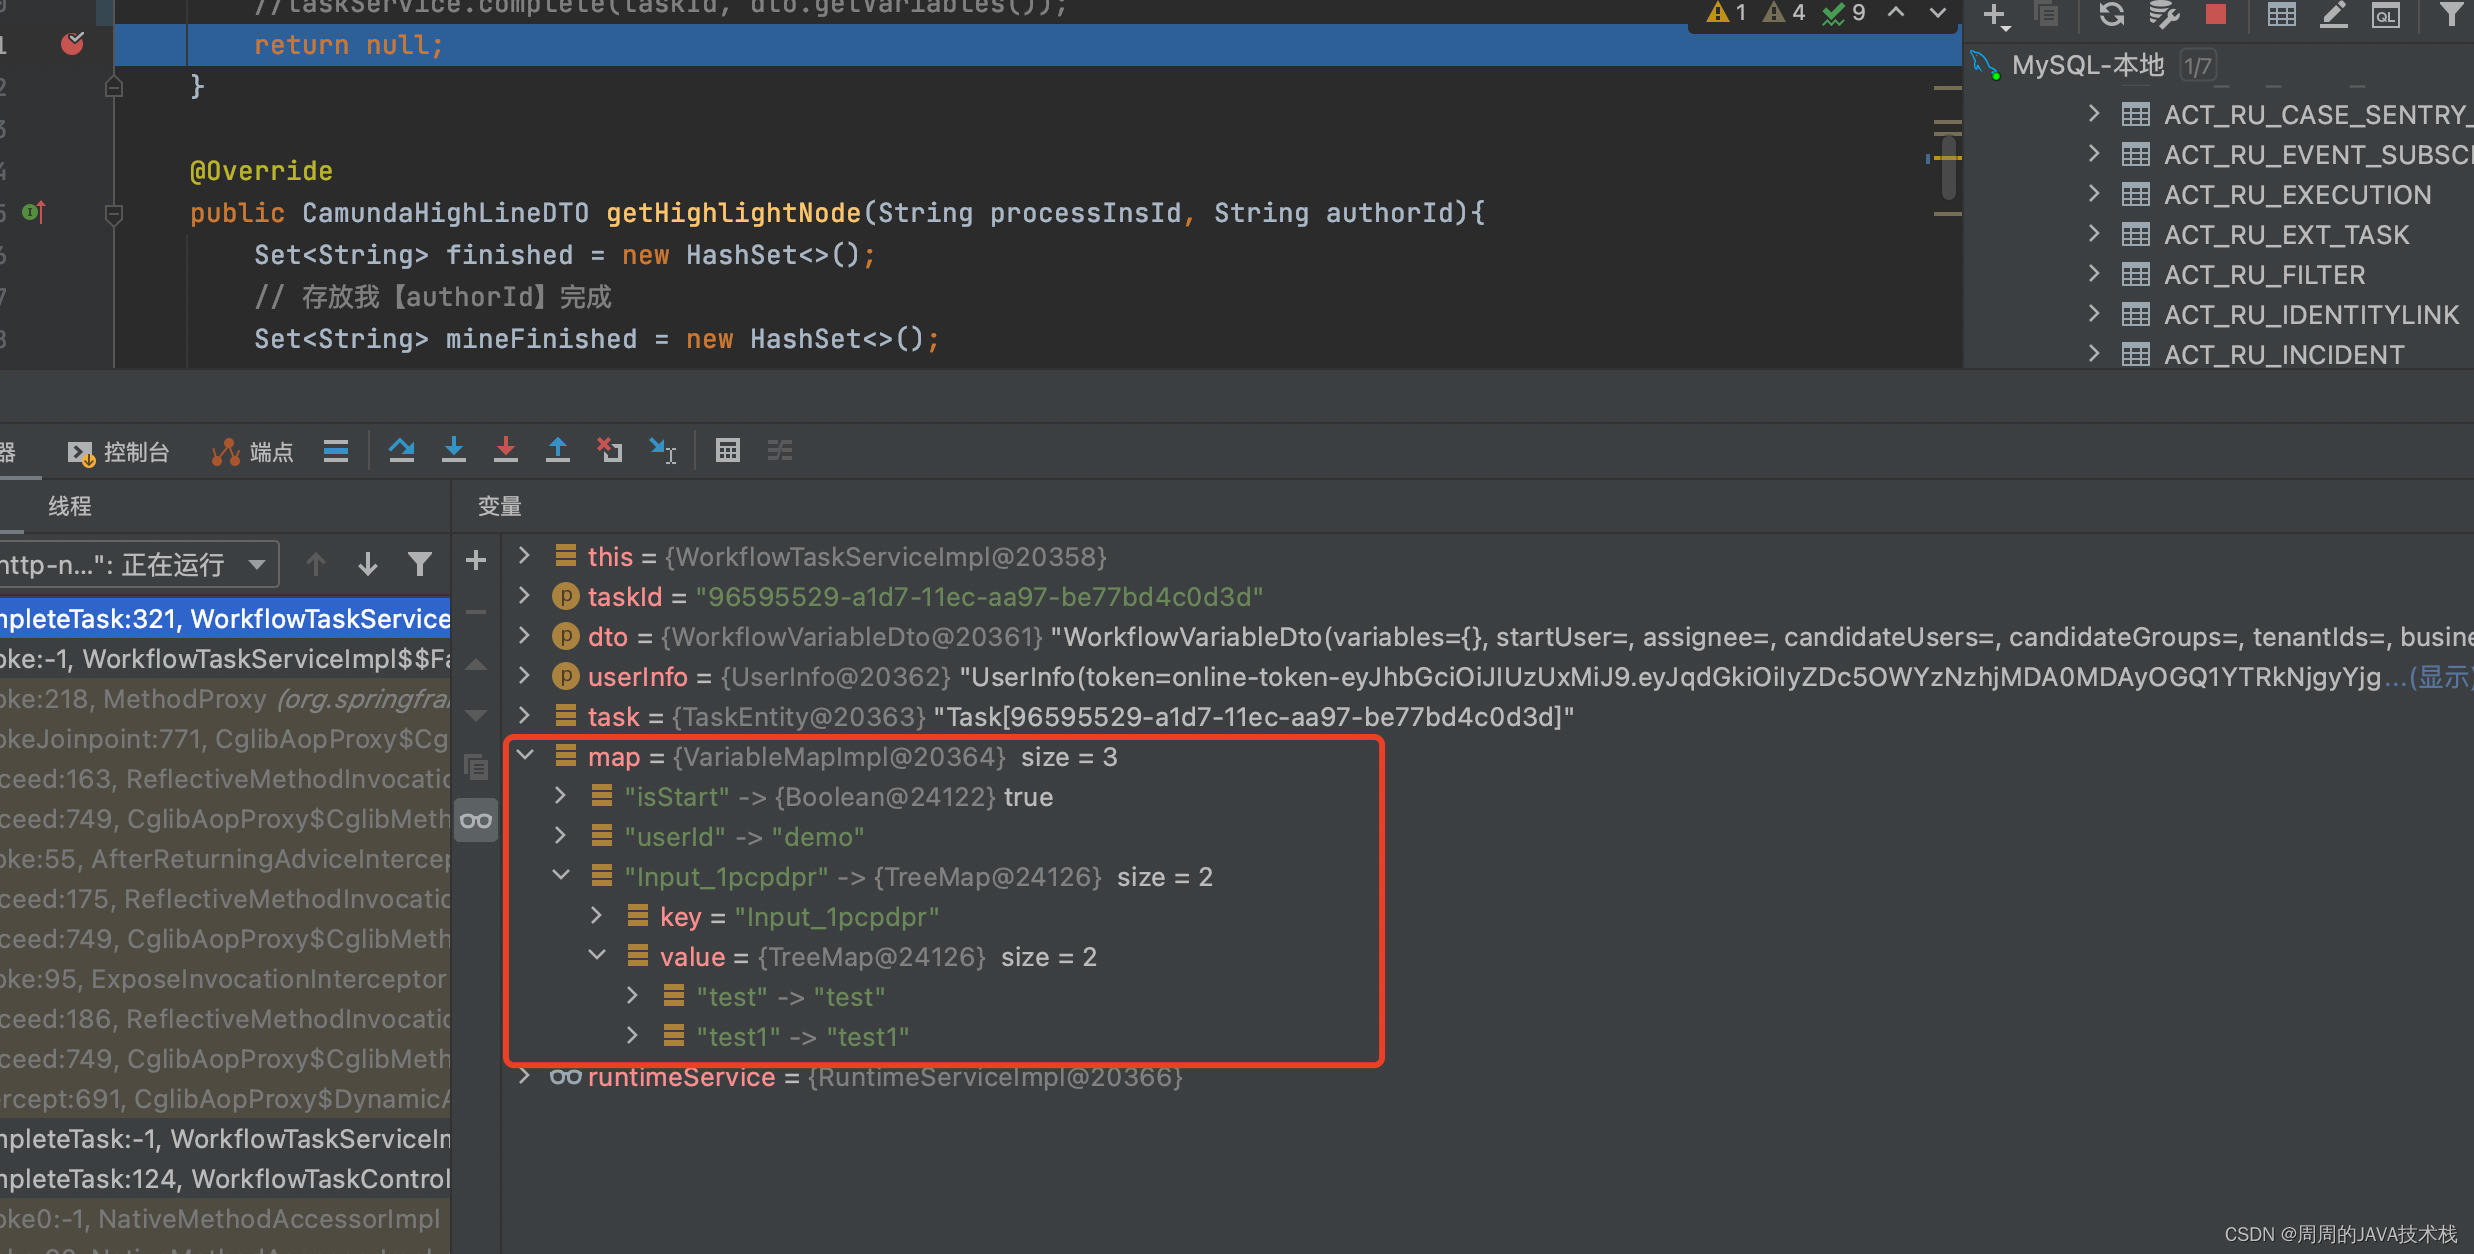 //taskService.complete(taskId, dto.getVariables());
1 4 9
return null;
}
MySQL-本地 1/7
ACT_RU_CASE_SENTRY_
ACT_RU_EVENT_SUBSC
@Override
ACT_RU_EXECUTION
public CamundaHighLineDTO getHighlightNode(String processInsId, String authorId){
ACT_RU_EXT_TASK
Set<String> finished = new HashSet<>();
ACT_RU_FILTER
// 存放我【authorId】完成
ACT_RU_IDENTITYLINK
Set<String> mineFinished = new HashSet<>();
ACT_RU_INCIDENT
器 控制台 端点
线程 变量
http-n...": 正在运行
this = {WorkflowTaskServiceImpl@20358}
taskId = "96595529-a1d7-11ec-aa97-be77bd4c0d3d"
dto = {WorkflowVariableDto@20361} "WorkflowVariableDto(variables={}, startUser=, assignee=, candidateUsers=, candidateGroups=, tenantIds=, busine
userInfo = {UserInfo@20362} "UserInfo(token=online-token-eyJhbGciOiJIUzUxMiJ9.eyJqdGkiOiIyZDc5OWYzNzhjMDA0MDAyOGQ1YTRkNjgyYjg...(显示)
task = {TaskEntity@20363} "Task[96595529-a1d7-11ec-aa97-be77bd4c0d3d]"
map = {VariableMapImpl@20364} size = 3
"isStart" -> {Boolean@24122} true
"userId" -> "demo"
"Input_1pcpdpr" -> {TreeMap@24126} size = 2
key = "Input_1pcpdpr"
value = {TreeMap@24126} size = 2
"test" -> "test"
"test1" -> "test1"
runtimeService = {RuntimeServiceImpl@20366}
mpleteTask:321, WorkflowTaskService
oke:-1, WorkflowTaskServiceImpl$$Fa
oke:218, MethodProxy (org.springfra
okeJoinpoint:771, CglibAopProxy$Cg
ceed:163, ReflectiveMethodInvocatio
ceed:749, CglibAopProxy$CglibMeth
oke:55, AfterReturningAdviceIntercep
ceed:175, ReflectiveMethodInvocatio
ceed:749, CglibAopProxy$CglibMeth
oke:95, ExposeInvocationInterceptor
ceed:186, ReflectiveMethodInvocatio
ceed:749, CglibAopProxy$CglibMeth
ercept:691, CglibAopProxy$DynamicA
mpleteTask:-1, WorkflowTaskServiceIm
mpleteTask:124, WorkflowTaskControl
oke0:-1, NativeMethodAccessorImpl
CSDN @周周的JAVA技术栈